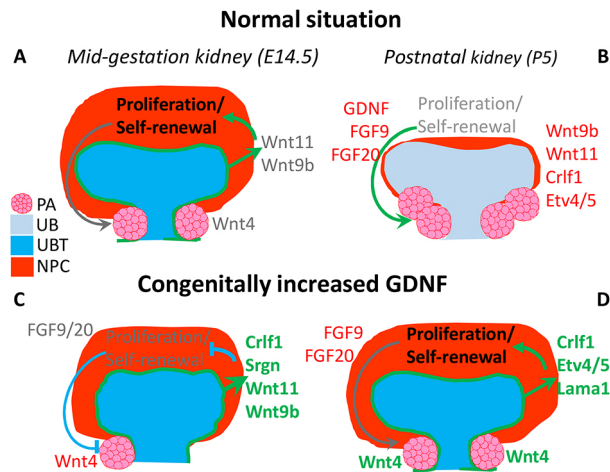 Normal situation
A
Mid-gestation kidney (E14.5)
Proliferation/
Self-renewal
Wnt11
Wnt9b
Wnt4
Postnatal kidney (P5)
B
GDNF
FGF9
FGF20
Proliferation/
Self-renewal
Wnt9b
Wnt11
Crlf1
Etv4/5
PA
UB
UBT
NPC
Congenitally increased GDNF
C
FGF9/20
Proliferation/
Self-renewal
Crlf1
Srgn
Wnt11
Wnt9b
Wnt4
D
FGF9
FGF20
Proliferation/
Self-renewal
Crlf1
Etv4/5
Lama1
Wnt4
Wnt4